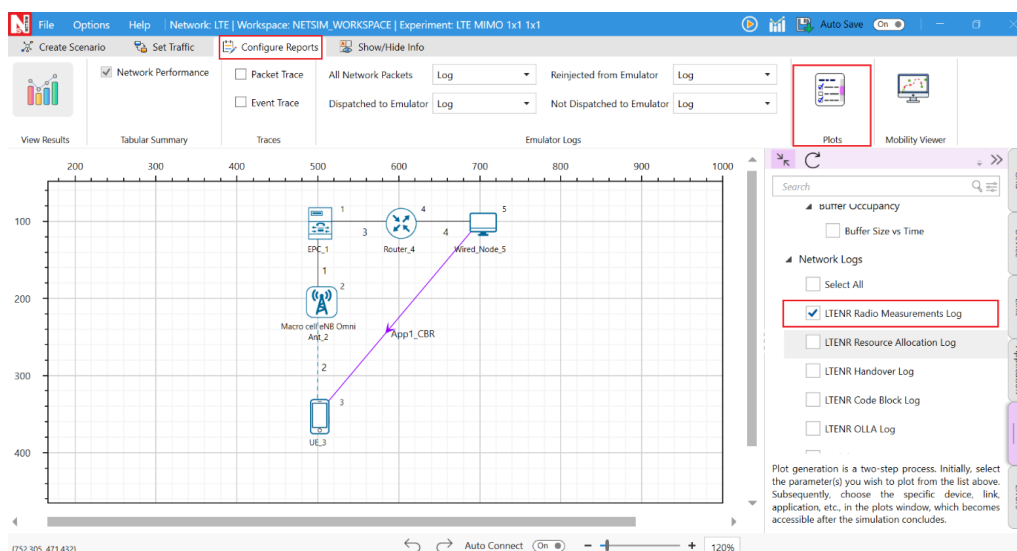 File Options Help Network: LTE | Workspace: NETSIM_WORKSPACE | Experiment: LTE MIMO 1x1 1x1 Auto Save On
Create Scenario Set Traffic Configure Reports Show/Hide Info
Network Performance Packet Trace All Network Packets Log Reinjected from Emulator Log
Event Trace Dispatched to Emulator Log Not Dispatched to Emulator Log
View Results Tabular Summary Traces Emulator Logs Plots Mobility Viewer
200 300 400 500 600 700 800 900 1000
Search
Buffer Occupancy
Buffer Size vs Time
Network Logs
Select All
LTENR Radio Measurements Log
LTENR Resource Allocation Log
LTENR Handover Log
LTENR Code Block Log
LTENR OLLA Log
100
200
300
400
1 4 5
3 4
EPC_1 Router_4 Wired_Node_5
1
2
Macro cell eNB Omni
Ant_2
App1_CBR
2
3
UE_3
Plot generation is a two-step process. Initially, select
the parameter(s) you wish to plot from the list above.
Subsequently, choose the specific device, link,
application, etc., in the plots window, which becomes
accessible after the simulation concludes.
(752.305, 471.432) Auto Connect On 120%